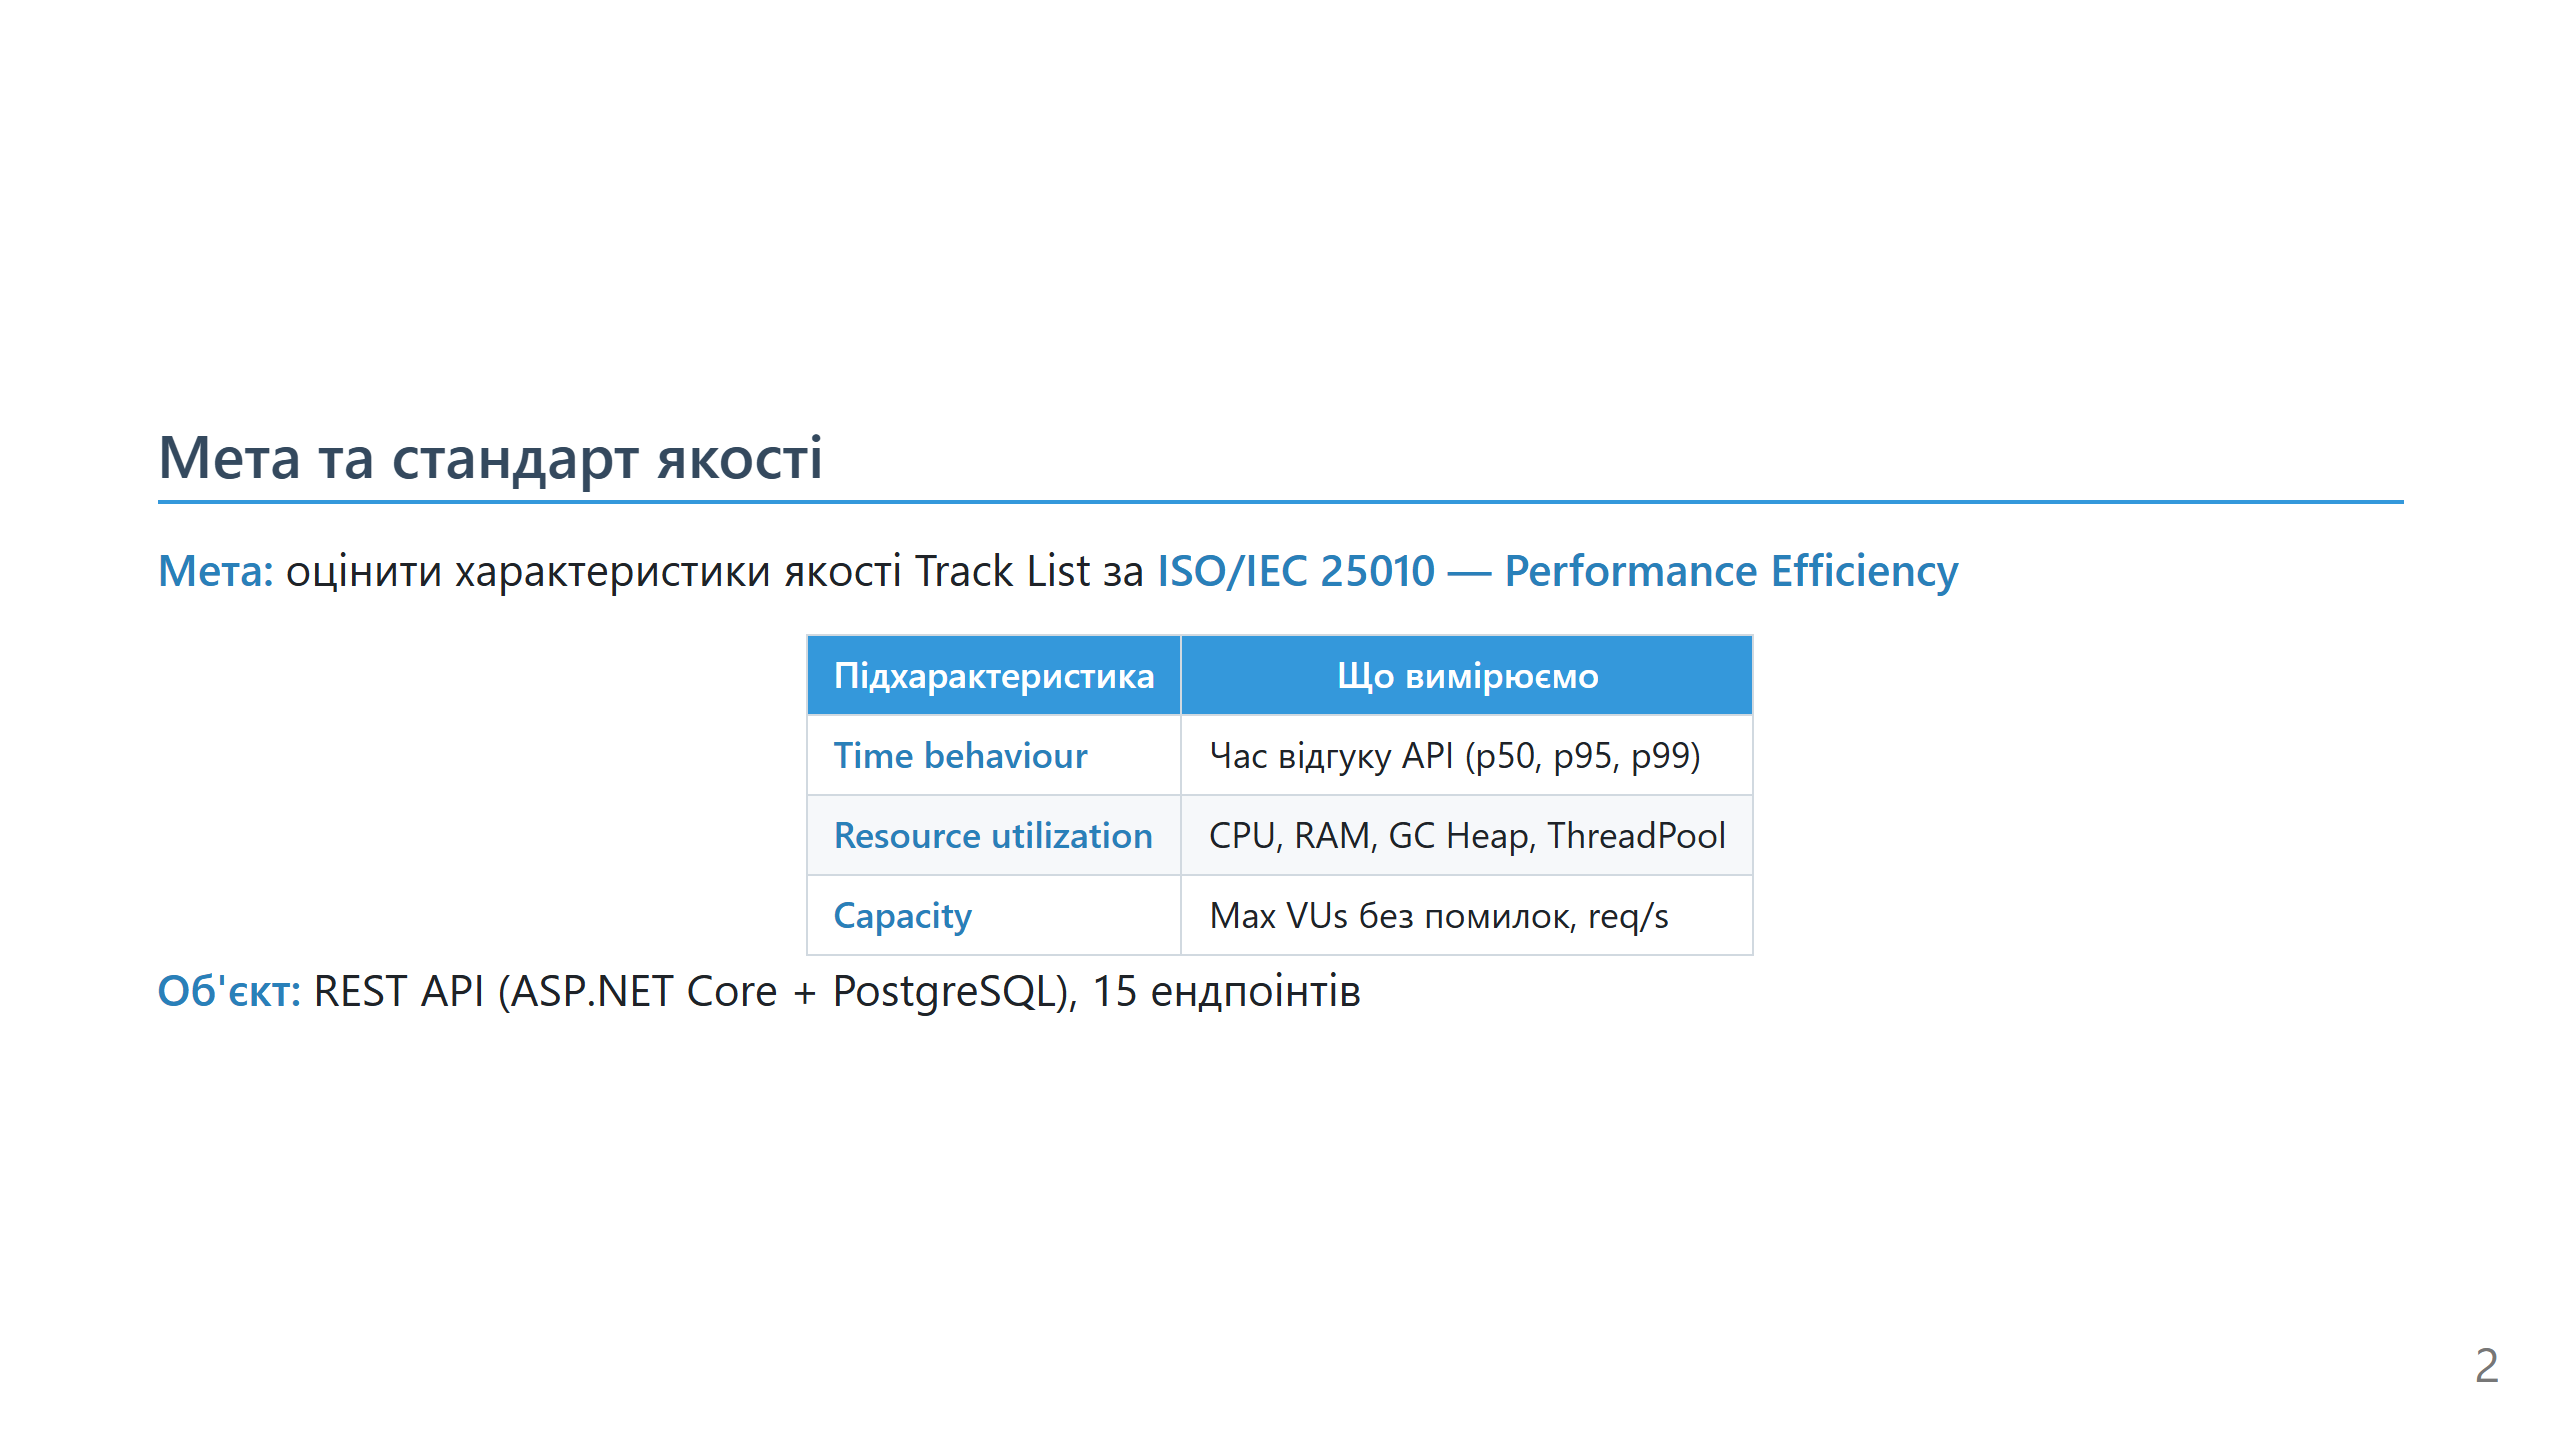 Мета та стандарт якості
Мета: оцінити характеристики якості Track List за ISO/IEC 25010 — Performance Efficiency
Підхарактеристика Що вимірюємо
Time behaviour Час відгуку API (p50, p95, p99)
Resource utilization CPU, RAM, GC Heap, ThreadPool
Capacity Max VUs без помилок, req/s
Об'єкт: REST API (ASP.NET Core + PostgreSQL), 15 ендпоінтів
2